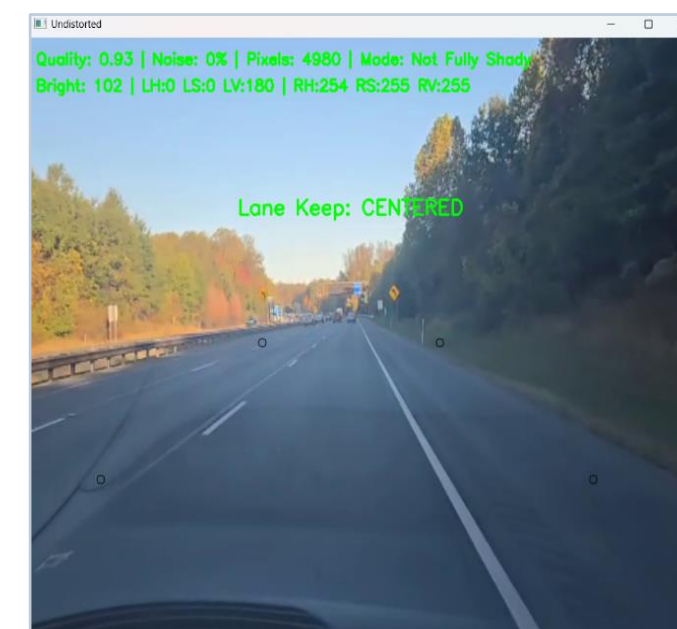 Undistorted
Quality: 0.93 | Noise: 0% | Pixels: 4980 | Mode: Not Fully Shady
Bright: 102 | LH:0 LS:0 LV:180 | RH:254 RS:255 RV:255
Lane Keep: CENTERED